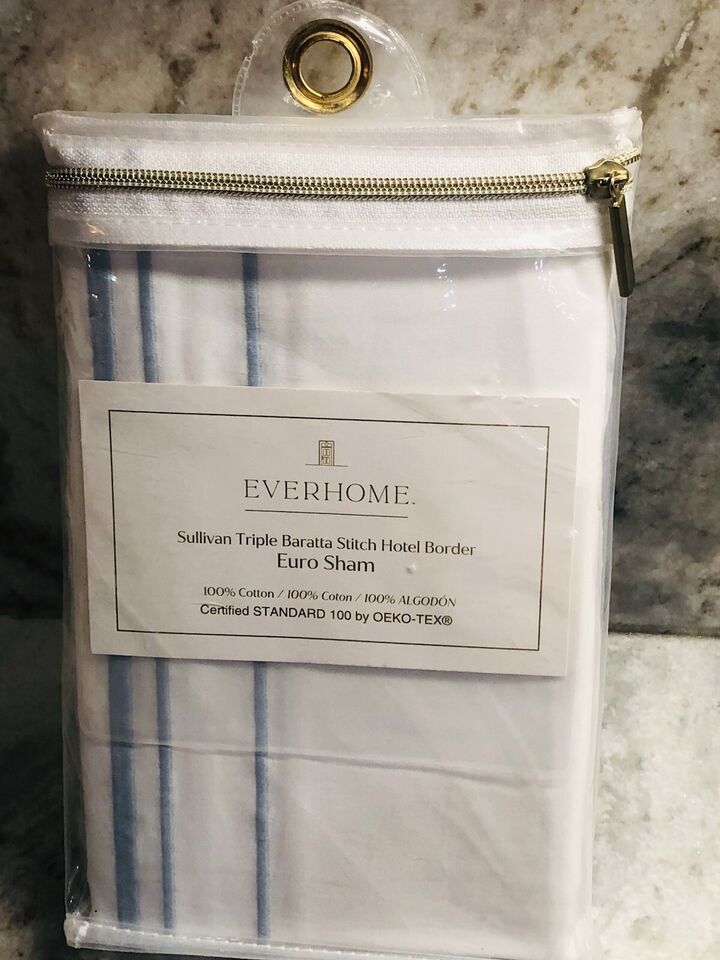 EVERHOME™
Sullivan Triple Baratta Stitch Hotel Border
Euro Sham
100% Cotton / 100% Coton / 100% ALGODÓN
Certified STANDARD 100 by OEKO-TEX®